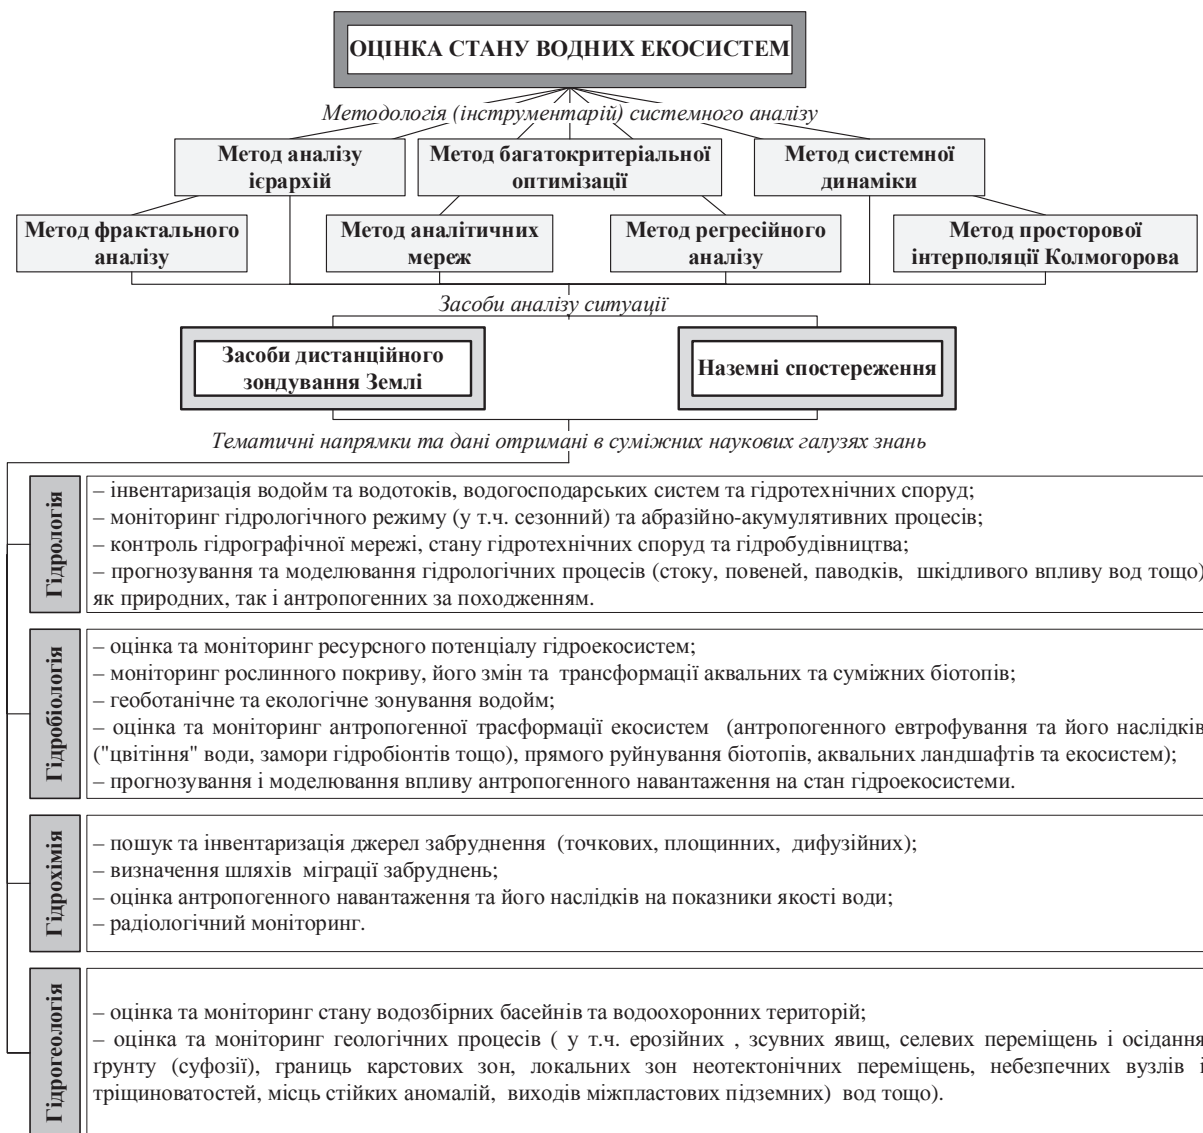 ОЦІНКА СТАНУ ВОДНИХ ЕКОСИСТЕМ
Методологія (інструментарій) системного аналізу
Метод аналізу
ієрархій
Метод багатокритеріальної
оптимізації
Метод системної
динаміки
Метод фрактального
аналізу
Метод аналітичних
мереж
Метод регресійного
аналізу
Метод просторової
інтерполяції Колмогорова
Засоби аналізу ситуації
Засоби дистанційного
зондування Землі
Наземні спостереження
Тематичні напрямки та дані отримані в суміжних наукових галузях знань
Гідрологія
– інвентаризація водойм та водотоків, водогосподарських систем та гідротехнічних споруд;
– моніторинг гідрологічного режиму (у т.ч. сезонний) та абразійно-акумулятивних процесів;
– контроль гідрографічної мережі, стану гідротехнічних споруд та гідробудівництва;
– прогнозування та моделювання гідрологічних процесів (стоку, повеней, паводків, шкідливого впливу вод тощо)
як природних, так і антропогенних за походженням.
Гідробіологія
– оцінка та моніторинг ресурсного потенціалу гідроекосистем;
– моніторинг рослинного покриву, його змін та трансформації аквальних та суміжних біотопів;
– геоботанічне та екологічне зонування водойм;
– оцінка та моніторинг антропогенної трасформації екосистем (антропогенного евтрофування та його наслідків
("цвітіння" води, замори гідробіонтів тощо), прямого руйнування біотопів, аквальних ландшафтів та екосистем);
– прогнозування і моделювання впливу антропогенного навантаження на стан гідроекосистеми.
Гідрохімія
– пошук та інвентаризація джерел забруднення (точкових, площинних, дифузійних);
– визначення шляхів міграції забруднень;
– оцінка антропогенного навантаження та його наслідків на показники якості води;
– радіологічний моніторинг.
Гідрогеологія
– оцінка та моніторинг стану водозбірних басейнів та водоохоронних територій;
– оцінка та моніторинг геологічних процесів ( у т.ч. ерозійних , зсувних явищ, селевих переміщень і осідання
ґрунту (суфозії), границь карстових зон, локальних зон неотектонічних переміщень, небезпечних вузлів і
тріщинуватостей, місць стійких аномалій, виходів міжпластових підземних) вод тощо).